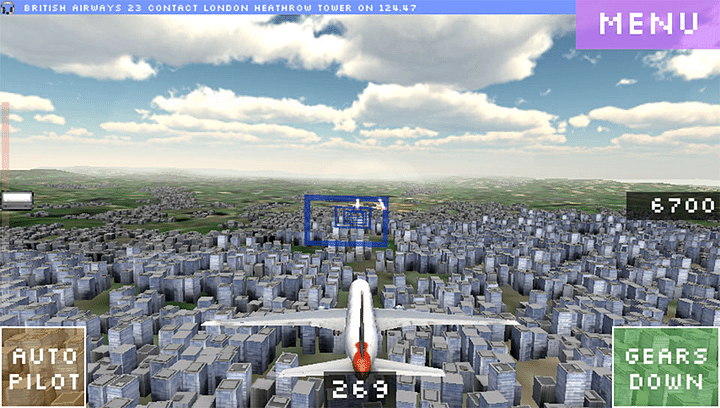 BRITISH AIRWAYS 23 CONTACT LONDON HEATHROW TOWER ON 124.47
MENU
6700
AUTO
PILOT
GEARS
DOWN
269